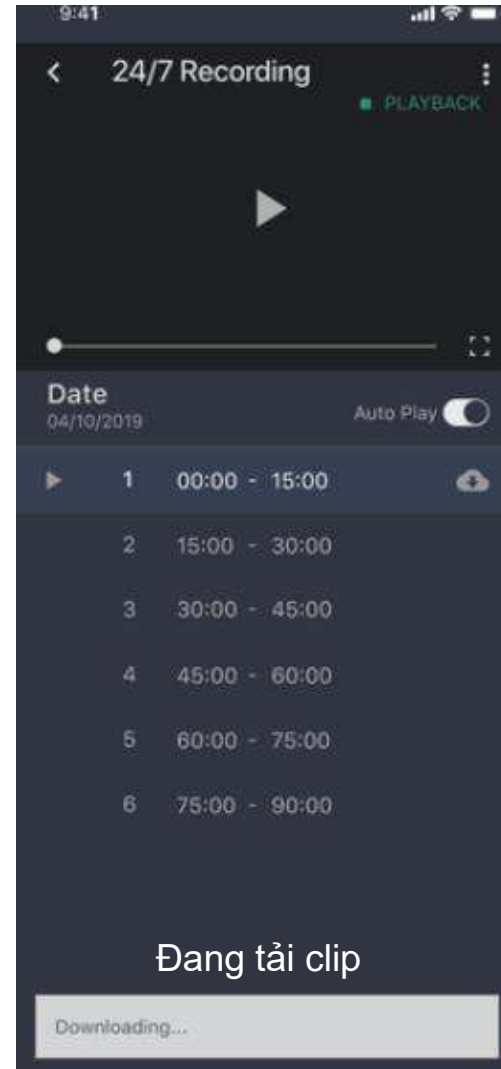 9:41
24/7 Recording
PLAYBACK
Date
04/10/2019
Auto Play
1 00:00 - 15:00
2 15:00 - 30:00
3 30:00 - 45:00
4 45:00 - 60:00
5 60:00 - 75:00
6 75:00 - 90:00
Đang tải clip
Downloading...